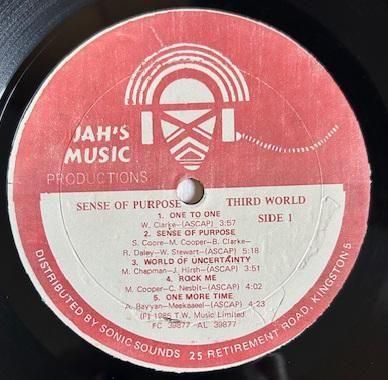 JAH'S
MUSIC
PRODUCTIONS
SENSE OF PURPOSE THIRD WORLD
SIDE 1
1. ONE TO ONE
W. Clarke-(ASCAP) 3:57
2. SENSE OF PURPOSE
S. Coore-M. Cooper-B. Clarke-
R. Daley-W. Stewart-(ASCAP) 5:18
3. WORLD OF UNCERTAINTY
M. Chapman-J. Hirsh-(ASCAP) 3:51
4. ROCK ME
M. Cooper-C. Nesbit-(ASCAP) 4:02
5. ONE MORE TIME
A. Bayyan-Meekaaeel-(ASCAP) 4:23
(P) 1985 T.W. Music Limited
FC 39877 AL 39877
DISTRIBUTED BY SONIC SOUNDS 25 RETIREMENT ROAD, KINGSTON 5